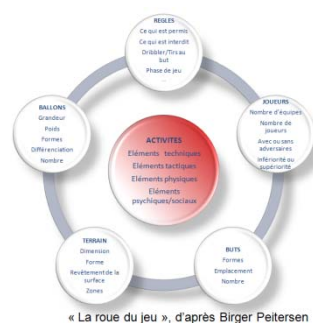 REGLES
Ce qui est permis
Ce qui est interdit
Dribbler/Tirs au
but
Phase de jeu
...
BALLONS
Grandeur
Poids
Formes
Différenciation
Nombre
JOUEURS
Nombre d'équipes
Nombre de
joueurs
Avec ou sans
adversaires
Infériorité ou
supériorité
ACTIVITES
Eléments techniques
Eléments tactiques
Eléments physiques
Eléments
psychiques/sociaux
TERRAIN
Dimension
Forme
Revêtement de la
surface
Zones
BUTS
Formes
Emplacement
Nombre
« La roue du jeu », d'après Birger Peitersen